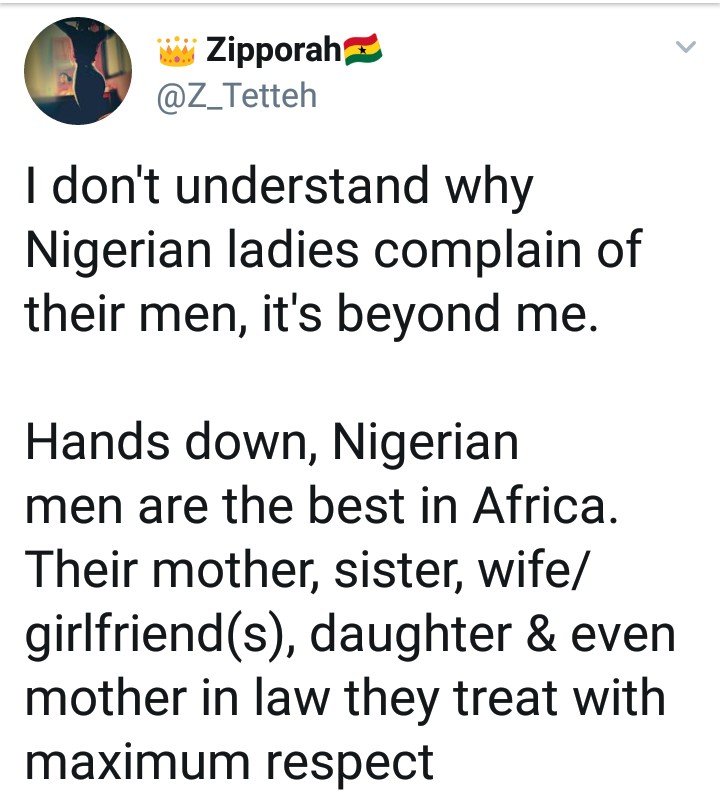 👑 Zipporah🇬🇭
@Z_Tetteh
I don't understand why
Nigerian ladies complain of
their men, it's beyond me.
Hands down, Nigerian
men are the best in Africa.
Their mother, sister, wife/
girlfriend(s), daughter & even
mother in law they treat with
maximum respect